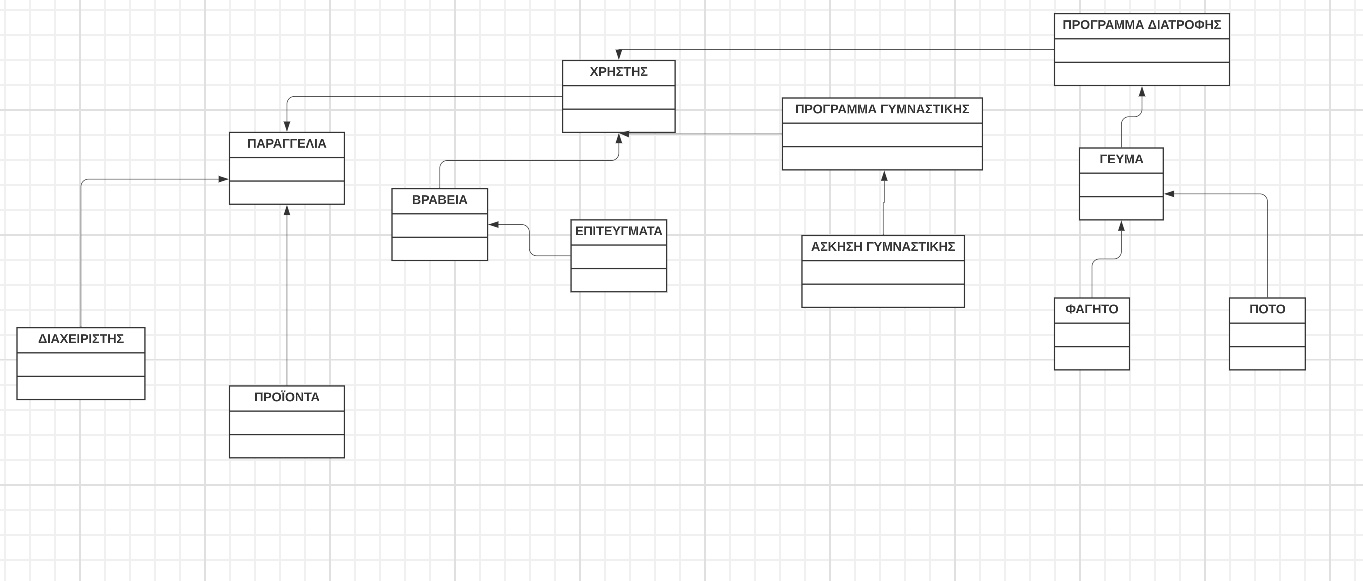 ΠΡΟΓΡΑΜΜΑ ΔΙΑΤΡΟΦΗΣ
ΧΡΗΣΤΗΣ
ΠΡΟΓΡΑΜΜΑ ΓΥΜΝΑΣΤΙΚΗΣ
ΠΑΡΑΓΓΕΛΙΑ
ΓΕΥΜΑ
ΒΡΑΒΕΙΑ
ΕΠΙΤΕΥΓΜΑΤΑ
ΑΣΚΗΣΗ ΓΥΜΝΑΣΤΙΚΗΣ
ΦΑΓΗΤΟ
ΠΟΤΟ
ΔΙΑΧΕΙΡΙΣΤΗΣ
ΠΡΟΪΟΝΤΑ